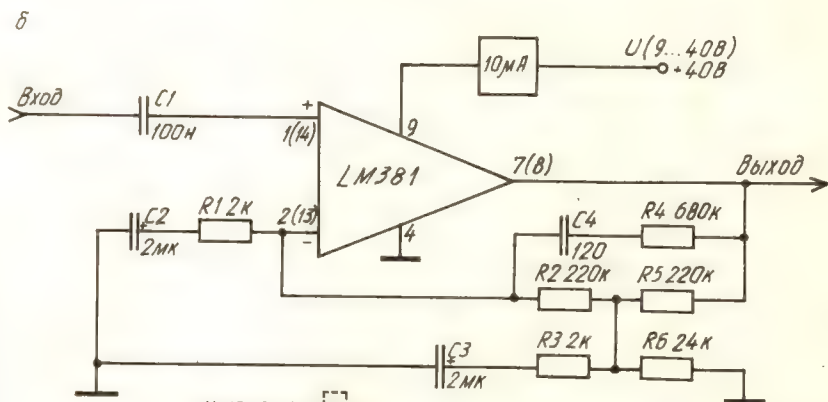 б
Вход
C1
100н
+
1(14)
9
10мА
U(9...40В)
+40В
LM381
7(8)
Выход
C2
2мк
R1 2к
2(13)
–
4
C4
120
R4 680к
R2 220к
R5 220к
C3
2мк
R3 2к
R6 24к